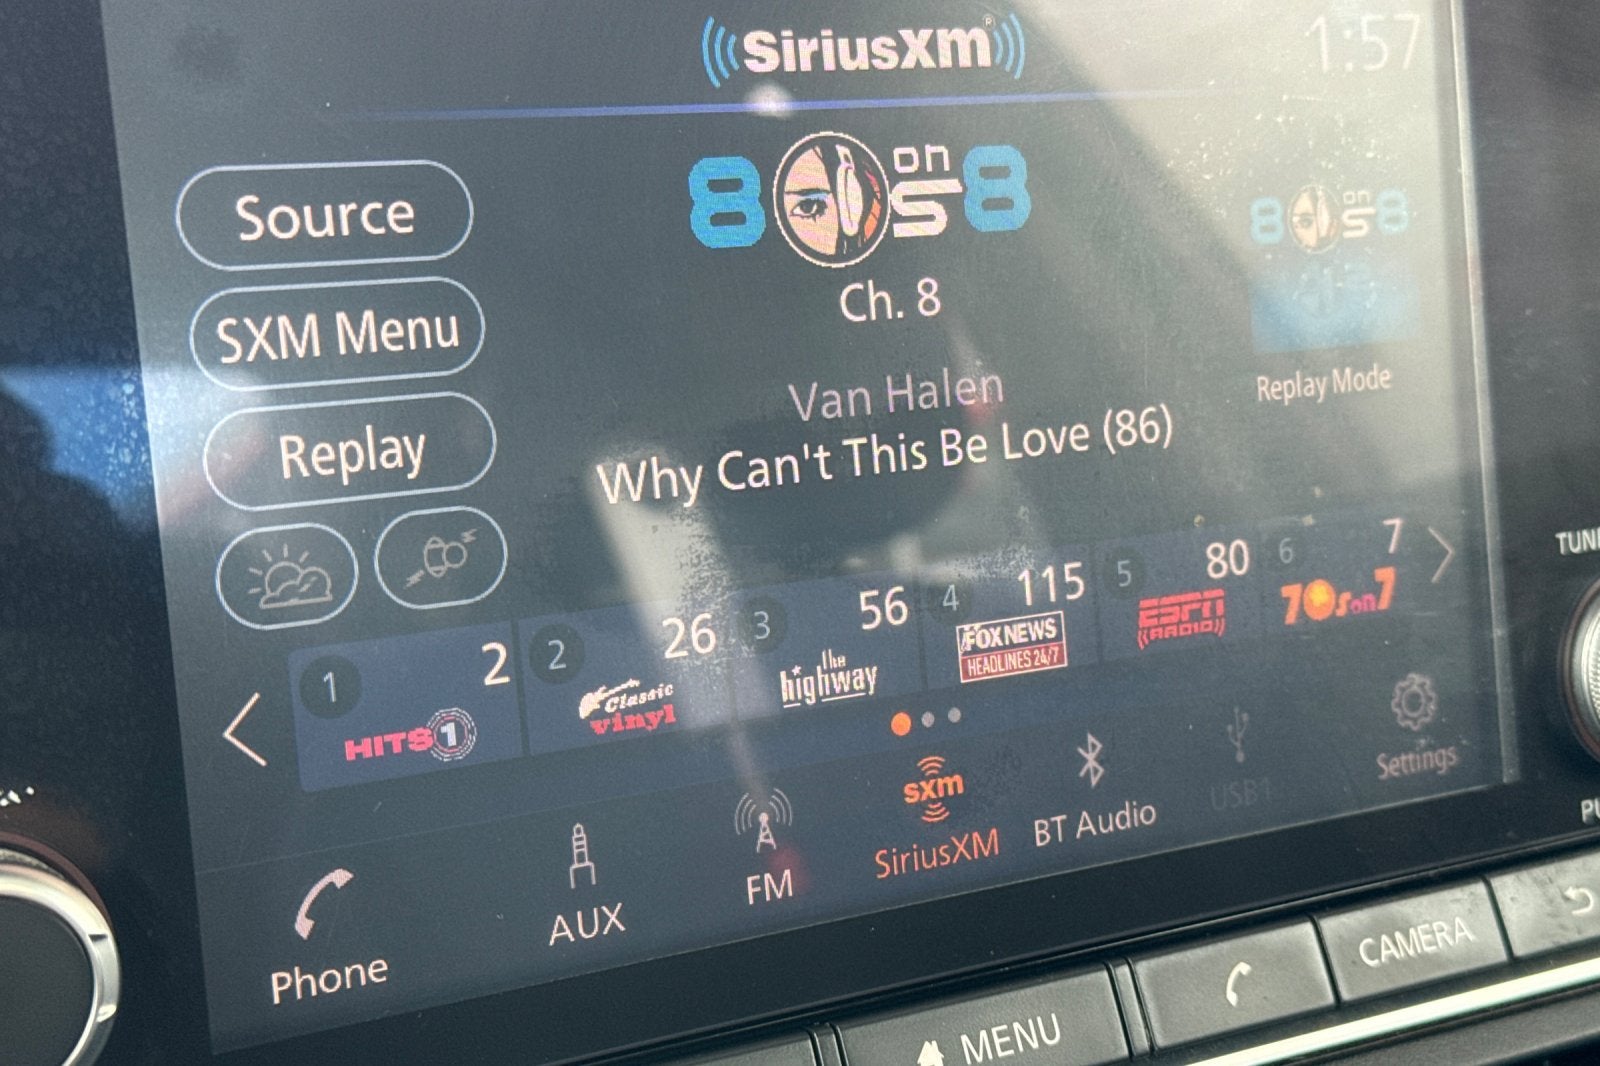 SiriusXM®
1:57
80s on 8
80s on 8
Source
Ch. 8
SXM Menu
Van Halen
Replay Mode
Why Can't This Be Love (86)
Replay
1 2
HITS 1
2 26
Classic
vinyl
3 56
the
highway
4 115
FOX NEWS
HEADLINES 24/7
5 80
ESPN
RADIO
6 7
70s on 7
Phone
AUX
FM
sxm
SiriusXM
BT Audio
USB1
Settings
MENU
CAMERA